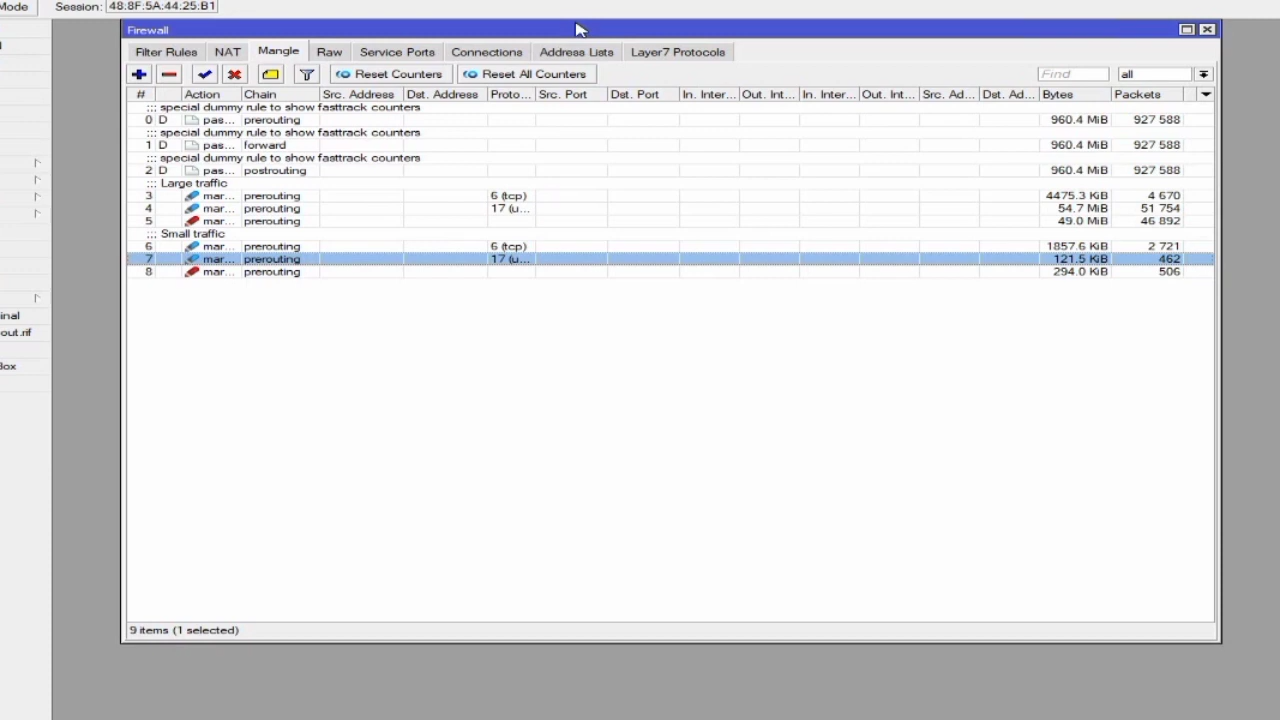 Mode Session: 48:8F:5A:44:25:B1
Firewall
Filter Rules NAT Mangle Raw Service Ports Connections Address Lists Layer7 Protocols
Reset Counters Reset All Counters Find all
# Action Chain Src. Address Dst. Address Proto... Src. Port Dst. Port In. Inter... Out. Int... In. Inter... Out. Int... Src. Ad... Dst. Ad... Bytes Packets
::: special dummy rule to show fasttrack counters
0 D pas... prerouting 960.4 MiB 927 588
::: special dummy rule to show fasttrack counters
1 D pas... forward 960.4 MiB 927 588
::: special dummy rule to show fasttrack counters
2 D pas... postrouting 960.4 MiB 927 588
::: Large traffic
3 mar... prerouting 6 (tcp) 4475.3 KiB 4 670
4 mar... prerouting 17 (u... 54.7 MiB 51 754
5 mar... prerouting 49.0 MiB 46 892
::: Small traffic
6 mar... prerouting 6 (tcp) 1857.6 KiB 2 721
7 mar... prerouting 17 (u... 121.5 KiB 462
8 mar... prerouting 294.0 KiB 506
inal
out.rif
Box
9 items (1 selected)